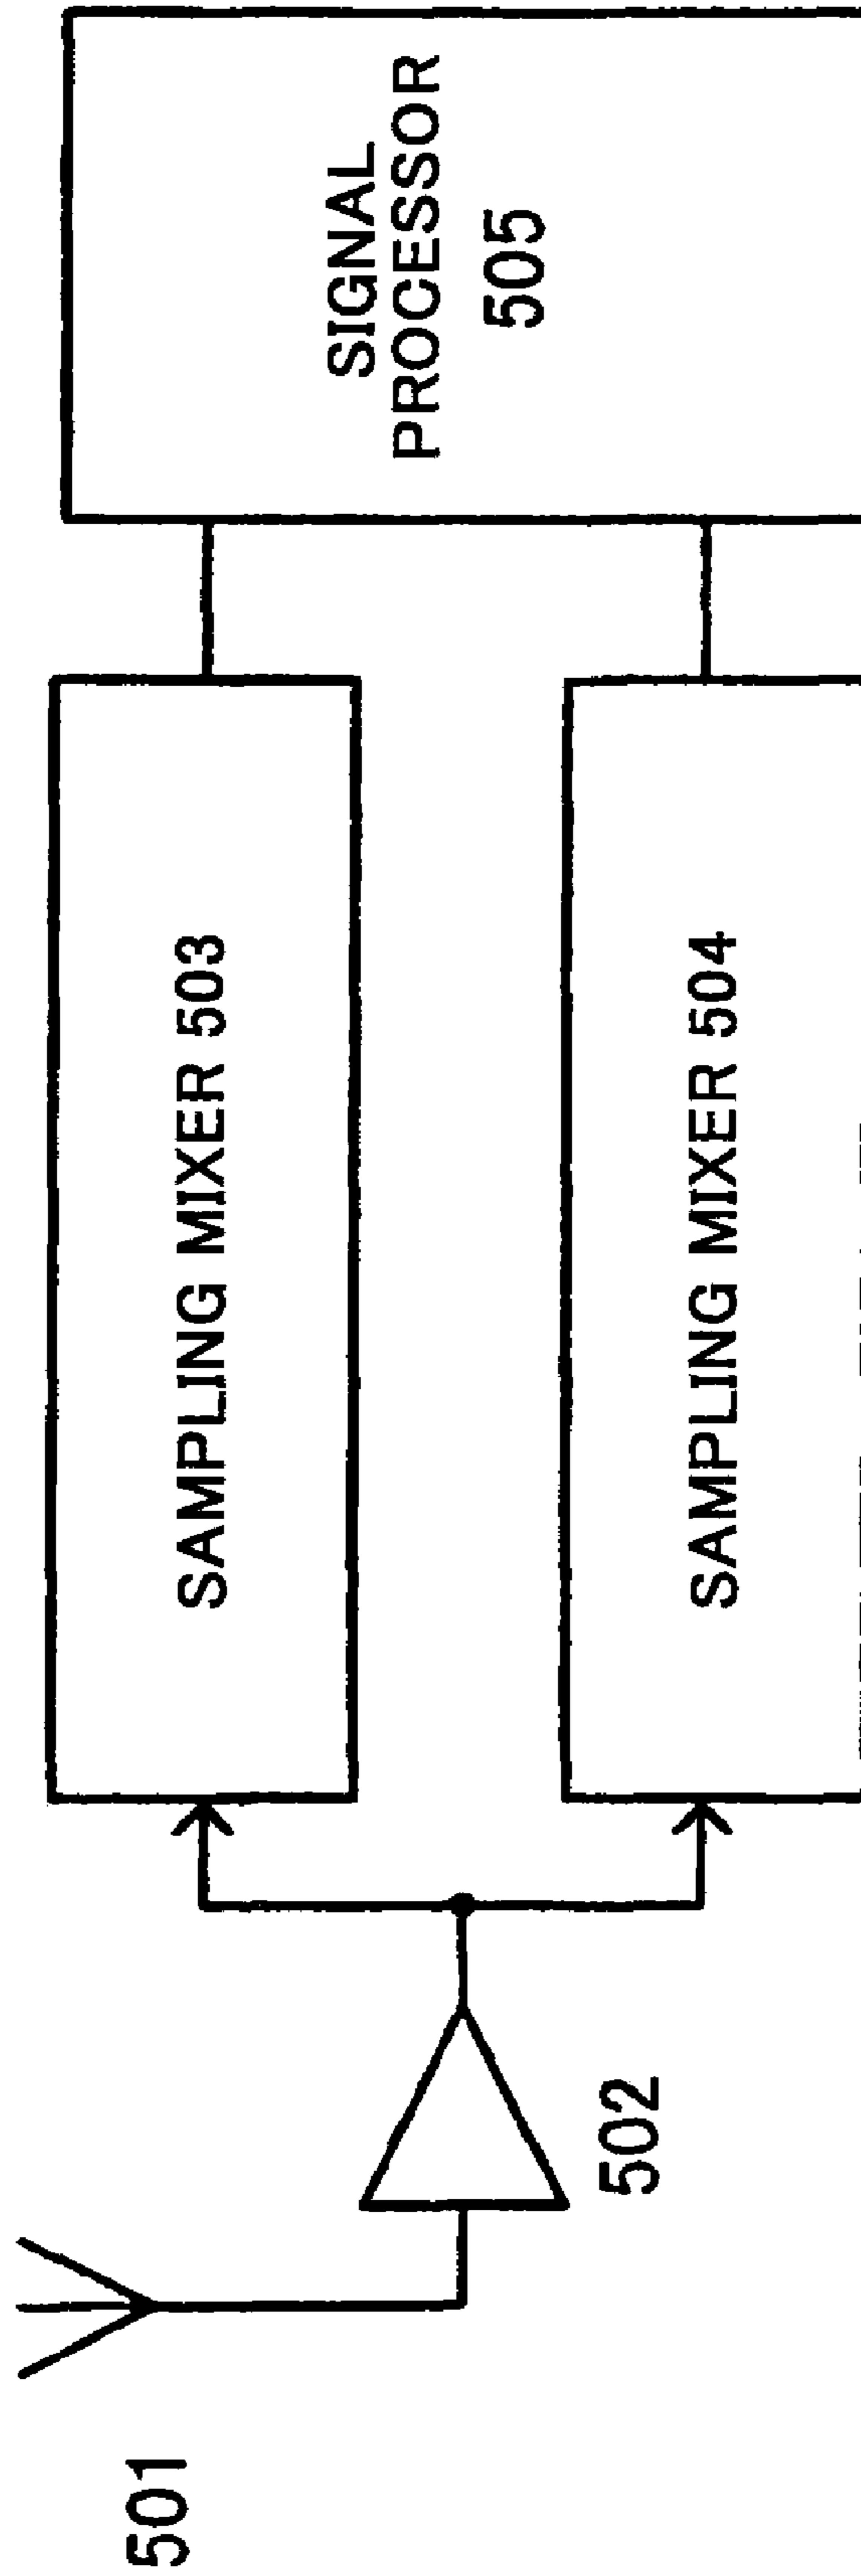 501
502
SAMPLING MIXER 503
SAMPLING MIXER 504
SIGNAL
PROCESSOR
505